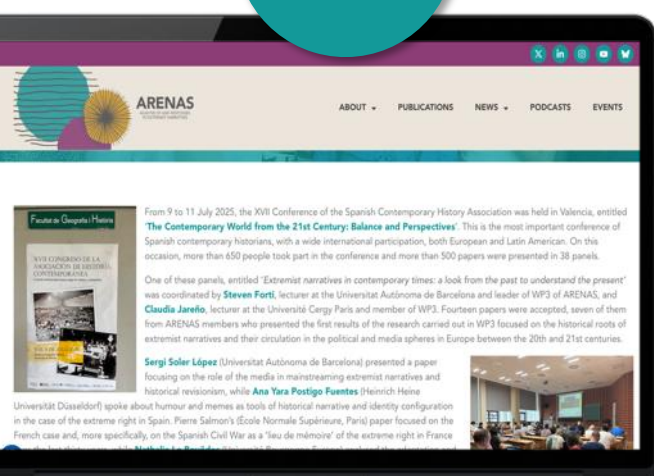 ARENAS
ABOUT
PUBLICATIONS
NEWS
PODCASTS
EVENTS
Facultat de Geografia i Història
XVII CONGRESO DE LA
ASOCIACIÓN DE HISTORIA
CONTEMPORÁNEA
From 9 to 11 July 2025, the XVII Conference of the Spanish Contemporary History Association was held in Valencia, entitled
'The Contemporary World from the 21st Century: Balance and Perspectives'. This is the most important conference of
Spanish contemporary historians, with a wide international participation, both European and Latin American. On this
occasion, more than 650 people took part in the conference and more than 500 papers were presented in 38 panels.
One of these panels, entitled 'Extremist narratives in contemporary times: a look from the past to understand the present'
was coordinated by Steven Forti, lecturer at the Universitat Autònoma de Barcelona and leader of WP3 of ARENAS, and
Claudia Jareño, lecturer at the Université Cergy Paris and member of WP3. Fourteen papers were accepted, seven of them
from ARENAS members who presented the first results of the research carried out in WP3 focused on the historical roots of
extremist narratives and their circulation in the political and media spheres in Europe between the 20th and 21st centuries.
Sergi Soler López (Universitat Autònoma de Barcelona) presented a paper
focusing on the role of the media in mainstreaming extremist narratives and
historical revisionism, while Ana Yara Postigo Fuentes (Heinrich Heine
Universität Düsseldorf) spoke about humour and memes as tools of historical narrative and identity configuration
in the case of the extreme right in Spain. Pierre Salmon's (École Normale Supérieure, Paris) paper focused on the
French case and, more specifically, on the Spanish Civil War as a 'lieu de mémoire' of the extreme right in France